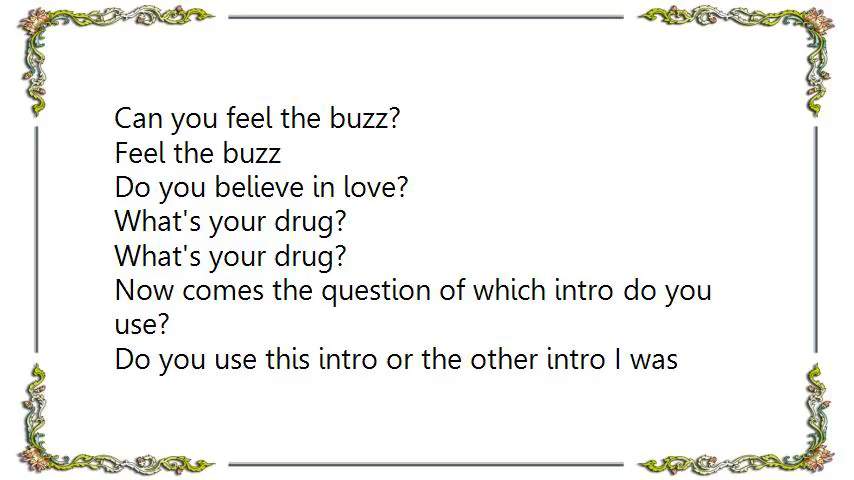 Can you feel the buzz?
Feel the buzz
Do you believe in love?
What's your drug?
What's your drug?
Now comes the question of which intro do you
use?
Do you use this intro or the other intro I was